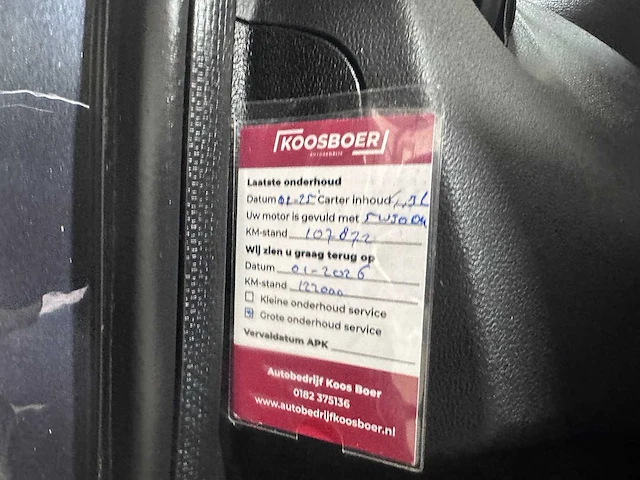 KOOSBOER
AUTOBEDRIJF
Laatste onderhoud
Datum 01-25 Carter inhoud
Uw motor is gevuld met
KM-stand 107872
Wij zien u graag terug op
Datum 01-2026
KM-stand 122000
Kleine onderhoud service
Grote onderhoud service
Vervaldatum APK
Autobedrijf Koos Boer
0182 375136
www.autobedrijfkoosboer.nl